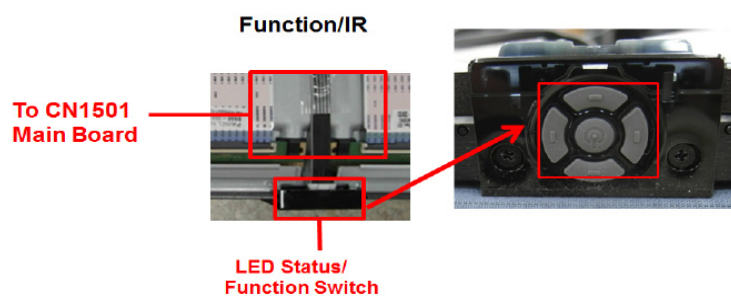 Function/IR
To CN1501
Main Board
LED Status/
Function Switch